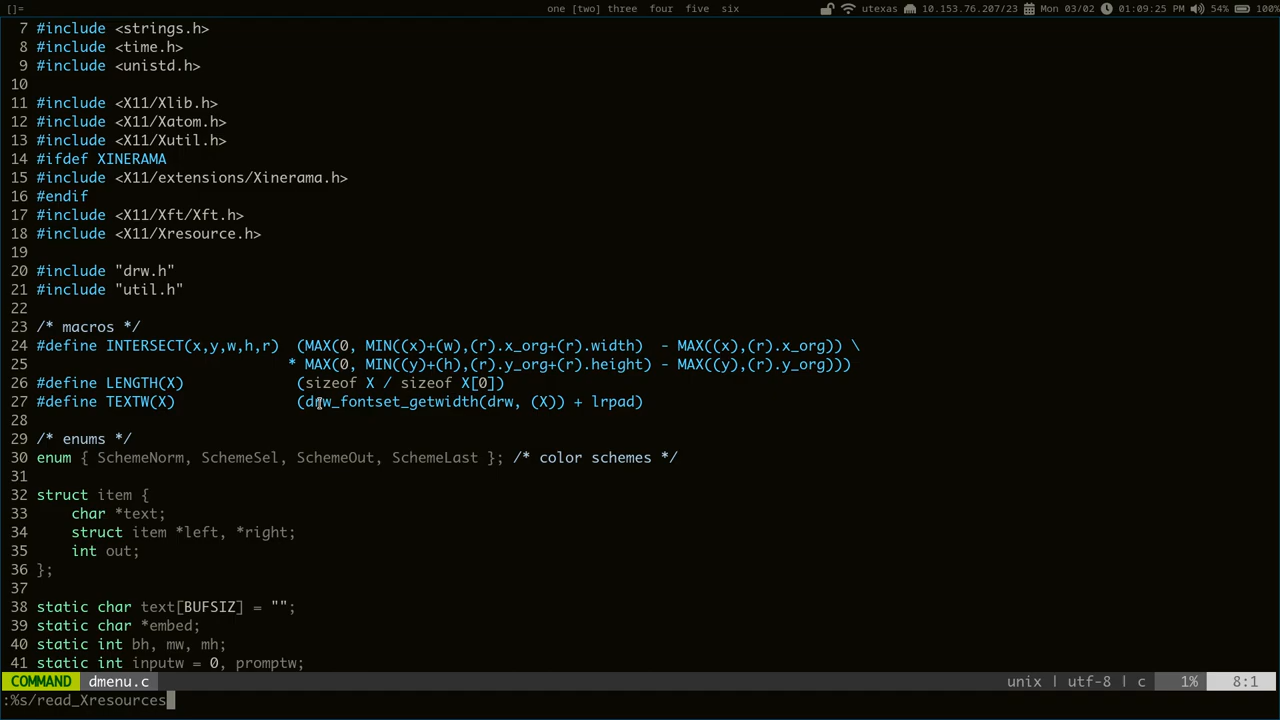 []= one [two] three four five six utexas 10.153.76.207/23 Mon 03/02 01:09:25 PM 54% 100%
7 #include <strings.h>
8 #include <time.h>
9 #include <unistd.h>
10
11 #include <X11/Xlib.h>
12 #include <X11/Xatom.h>
13 #include <X11/Xutil.h>
14 #ifdef XINERAMA
15 #include <X11/extensions/Xinerama.h>
16 #endif
17 #include <X11/Xft/Xft.h>
18 #include <X11/Xresource.h>
19
20 #include "drw.h"
21 #include "util.h"
22
23 /* macros */
24 #define INTERSECT(x,y,w,h,r)  (MAX(0, MIN((x)+(w),(r).x_org+(r).width)  - MAX((x),(r).x_org)) \
25                              * MAX(0, MIN((y)+(h),(r).y_org+(r).height) - MAX((y),(r).y_org)))
26 #define LENGTH(X)             (sizeof X / sizeof X[0])
27 #define TEXTW(X)              (drw_fontset_getwidth(drw, (X)) + lrpad)
28
29 /* enums */
30 enum { SchemeNorm, SchemeSel, SchemeOut, SchemeLast }; /* color schemes */
31
32 struct item {
33     char *text;
34     struct item *left, *right;
35     int out;
36 };
37
38 static char text[BUFSIZ] = "";
39 static char *embed;
40 static int bh, mw, mh;
41 static int inputw = 0, promptw;
COMMAND dmenu.c unix | utf-8 | c 1% 8:1
:%s/read_Xresources